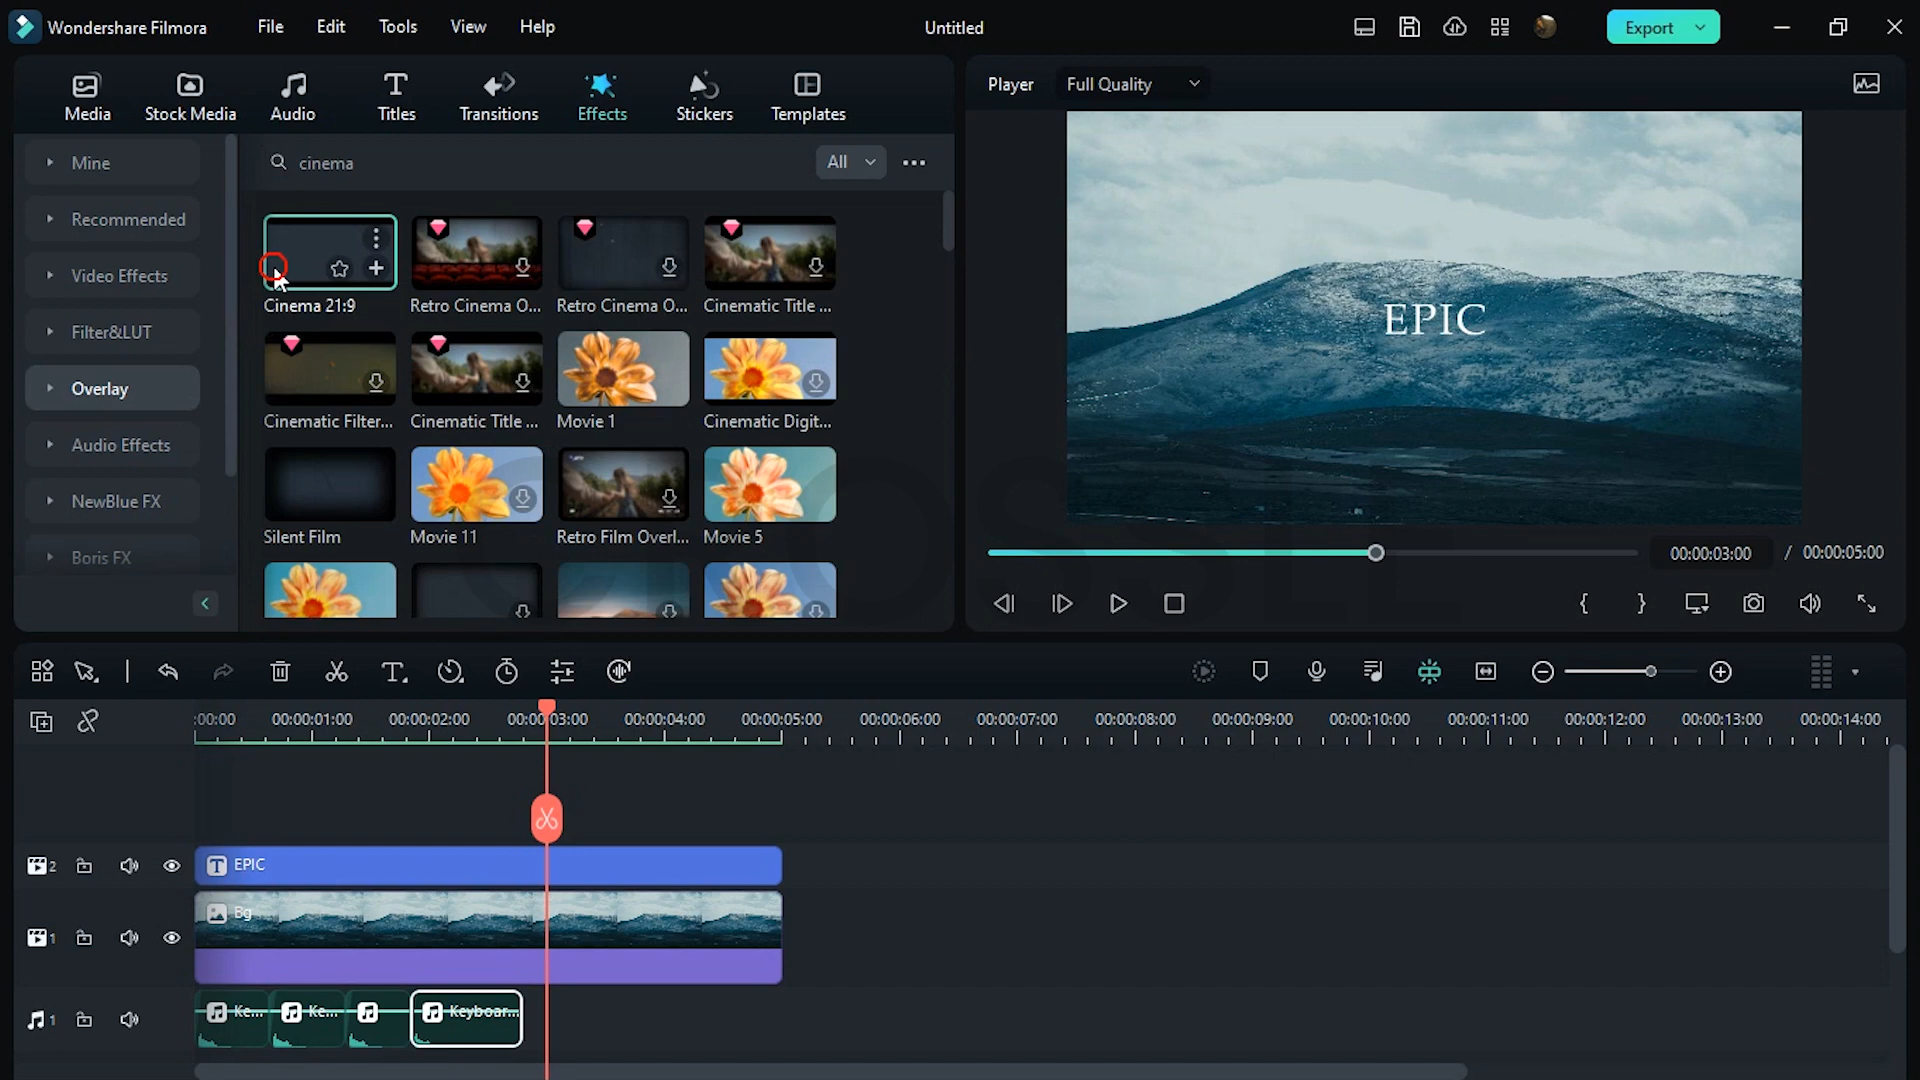 Wondershare Filmora
File
Edit
Tools
View
Help
Untitled
Export
Media
Stock Media
Audio
Titles
Transitions
Effects
Stickers
Templates
Player
Full Quality
Mine
Recommended
Video Effects
Filter&LUT
Overlay
Audio Effects
NewBlue FX
Boris FX
cinema
All
Cinema 21:9
Retro Cinema O...
Retro Cinema O...
Cinematic Title ...
Cinematic Filter...
Cinematic Title ...
Movie 1
Cinematic Digit...
Silent Film
Movie 11
Retro Film Overl...
Movie 5
EPIC
00:00:03:00 / 00:00:05:00
:00:00 00:00:01:00 00:00:02:00 00:00:03:00 00:00:04:00 00:00:05:00 00:00:06:00 00:00:07:00 00:00:08:00 00:00:09:00 00:00:10:00 00:00:11:00 00:00:12:00 00:00:13:00 00:00:14:00
2
EPIC
1
Bg
1
Ke...
Ke...
Keyboar...